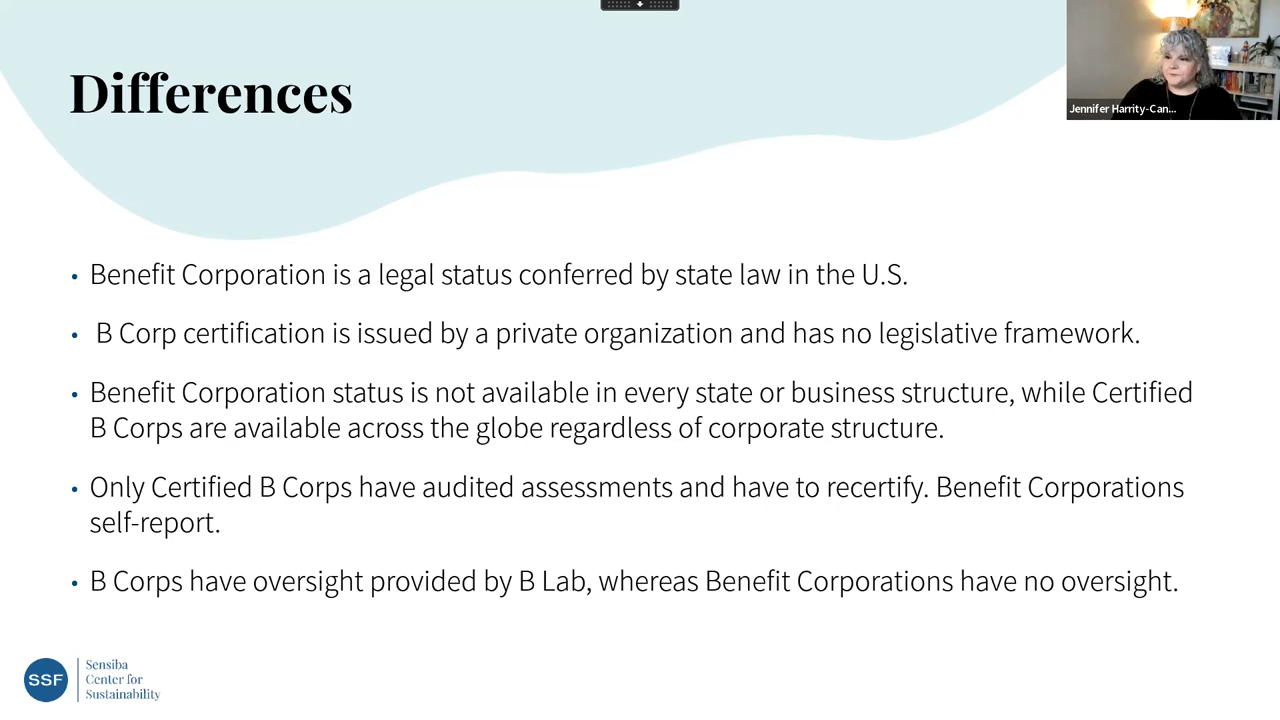 Differences
Jennifer Harrity-Can...
• Benefit Corporation is a legal status conferred by state law in the U.S.
• B Corp certification is issued by a private organization and has no legislative framework.
• Benefit Corporation status is not available in every state or business structure, while Certified
B Corps are available across the globe regardless of corporate structure.
• Only Certified B Corps have audited assessments and have to recertify. Benefit Corporations
self-report.
• B Corps have oversight provided by B Lab, whereas Benefit Corporations have no oversight.
SSF
Sensiba
Center for
Sustainability